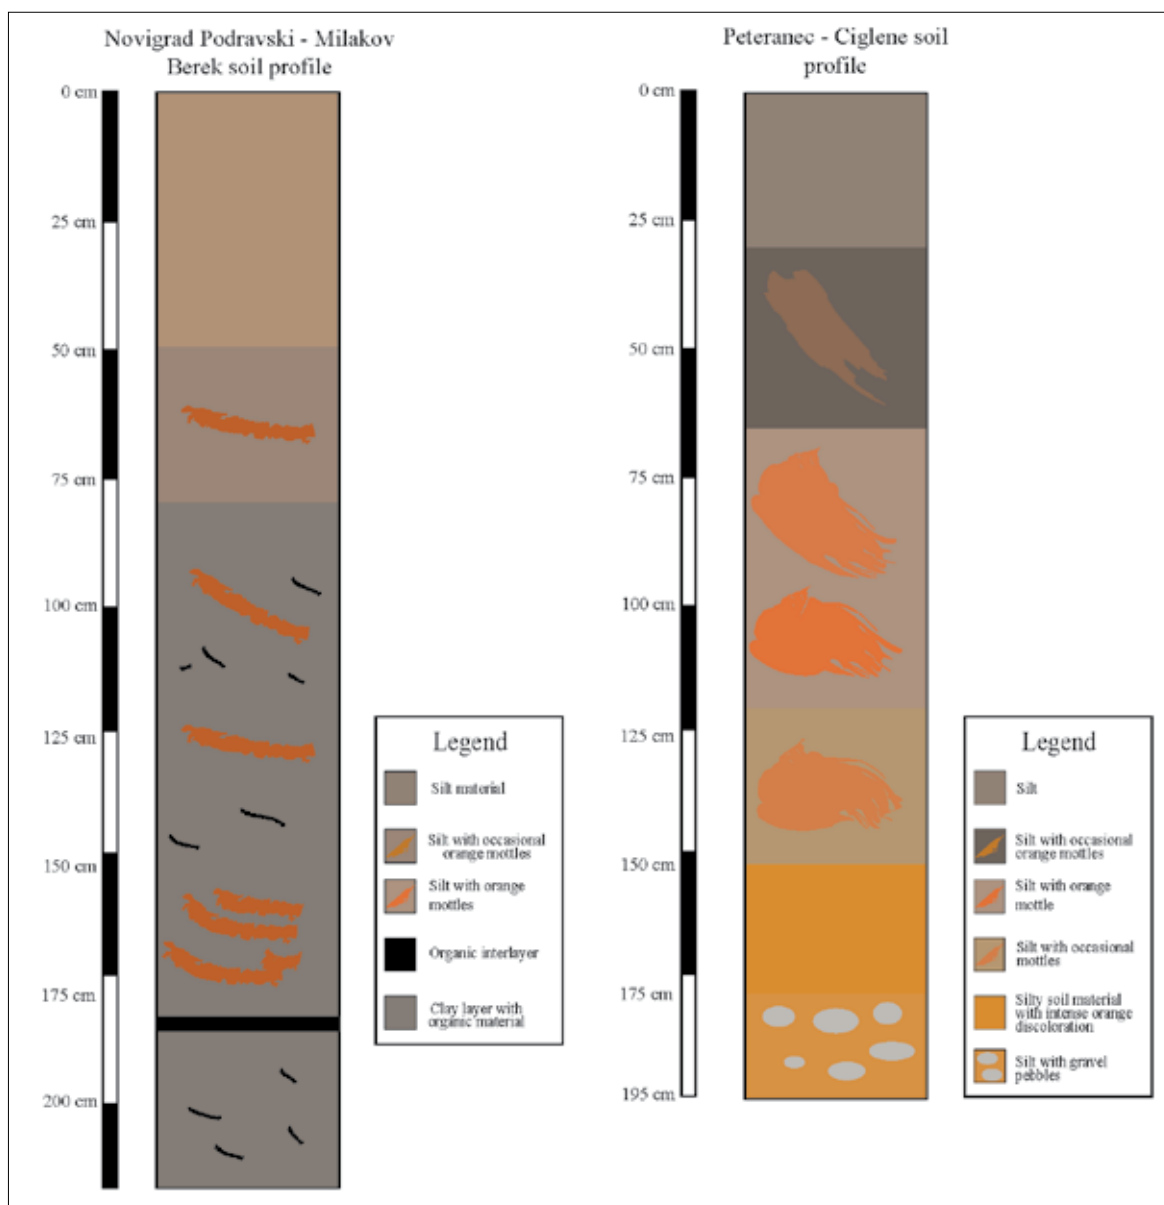 Novigrad Podravski - Milakov
Berek soil profile
0 cm
25 cm
50 cm
75 cm
100 cm
125 cm
150 cm
175 cm
200 cm
Legend
Silt material
Silt with occasional
orange mottles
Silt with orange
mottles
Organic interlayer
Clay layer with
organic material
Peteranec - Ciglene soil
profile
0 cm
25 cm
50 cm
75 cm
100 cm
125 cm
150 cm
175 cm
195 cm
Legend
Silt
Silt with occasional
orange mottles
Silt with orange
mottle
Silt with occasional
mottles
Silty soil material
with intense orange
discoloration
Silt with gravel
pebbles